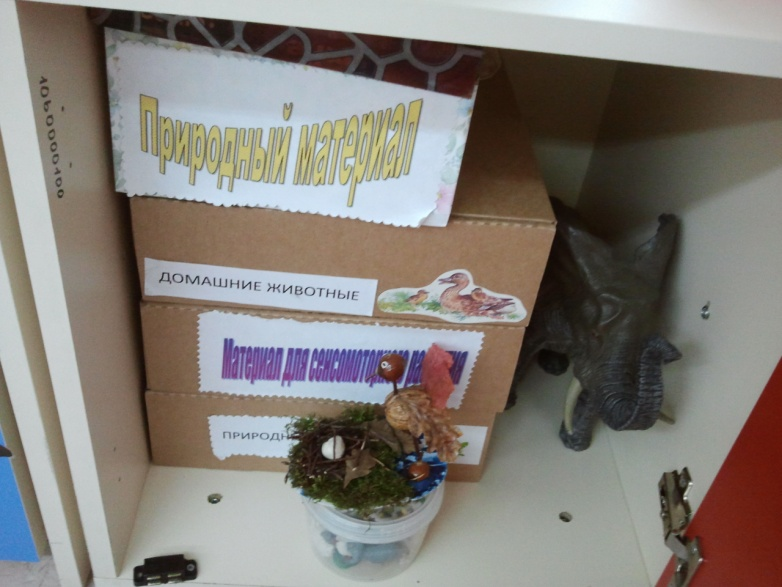 Природный материал
ДОМАШНИЕ ЖИВОТНЫЕ
Материал для сенсомоторного